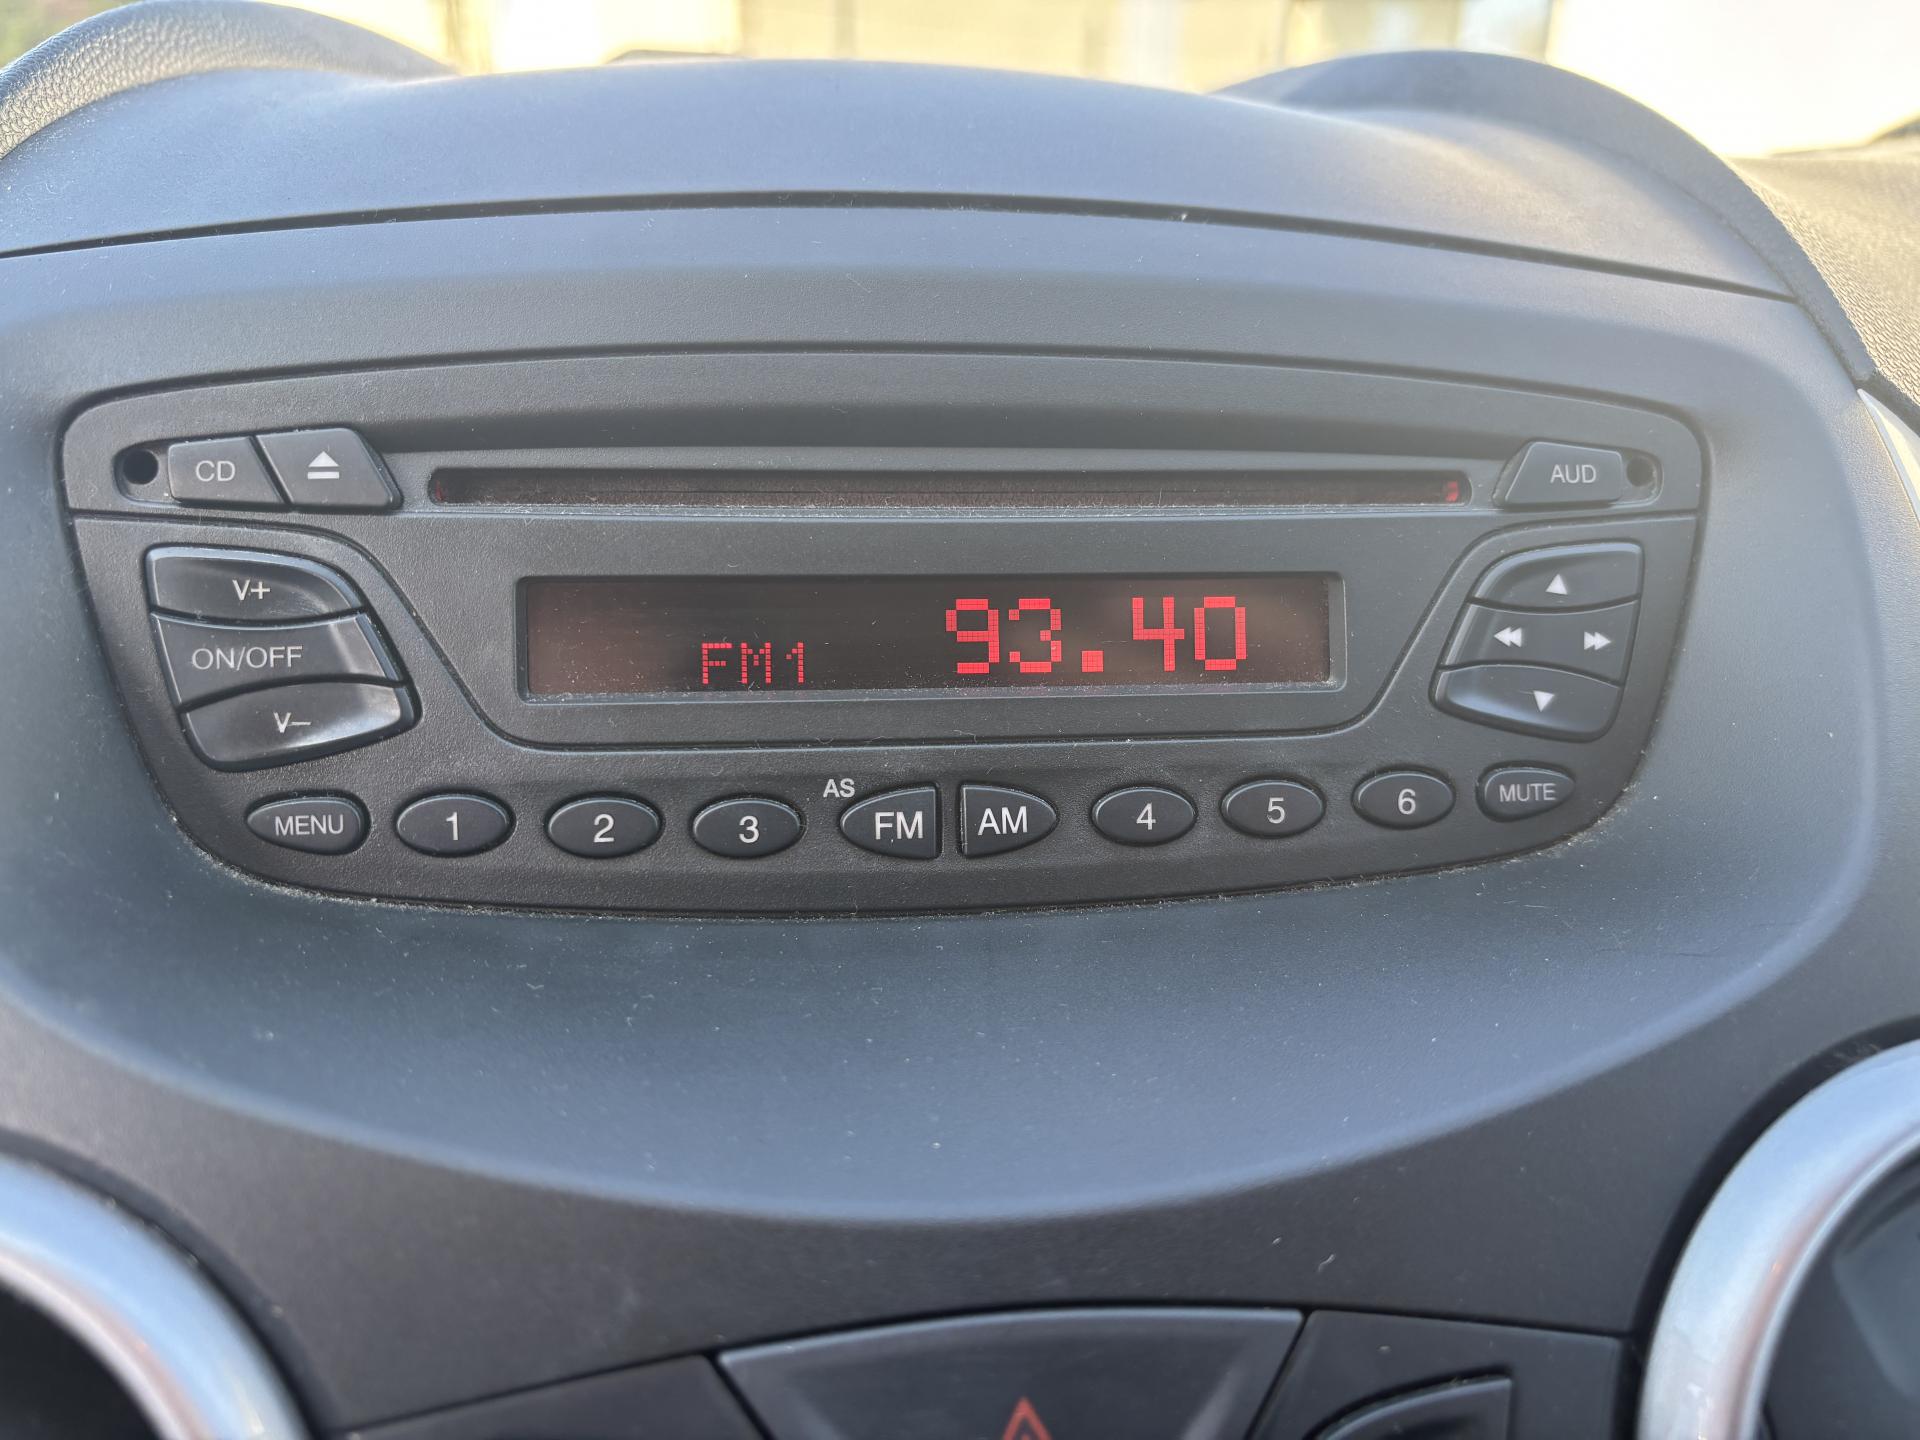 CD
AUD
V+
ON/OFF
V–
FM1 93.40
AS
MENU 1 2 3 FM AM 4 5 6 MUTE